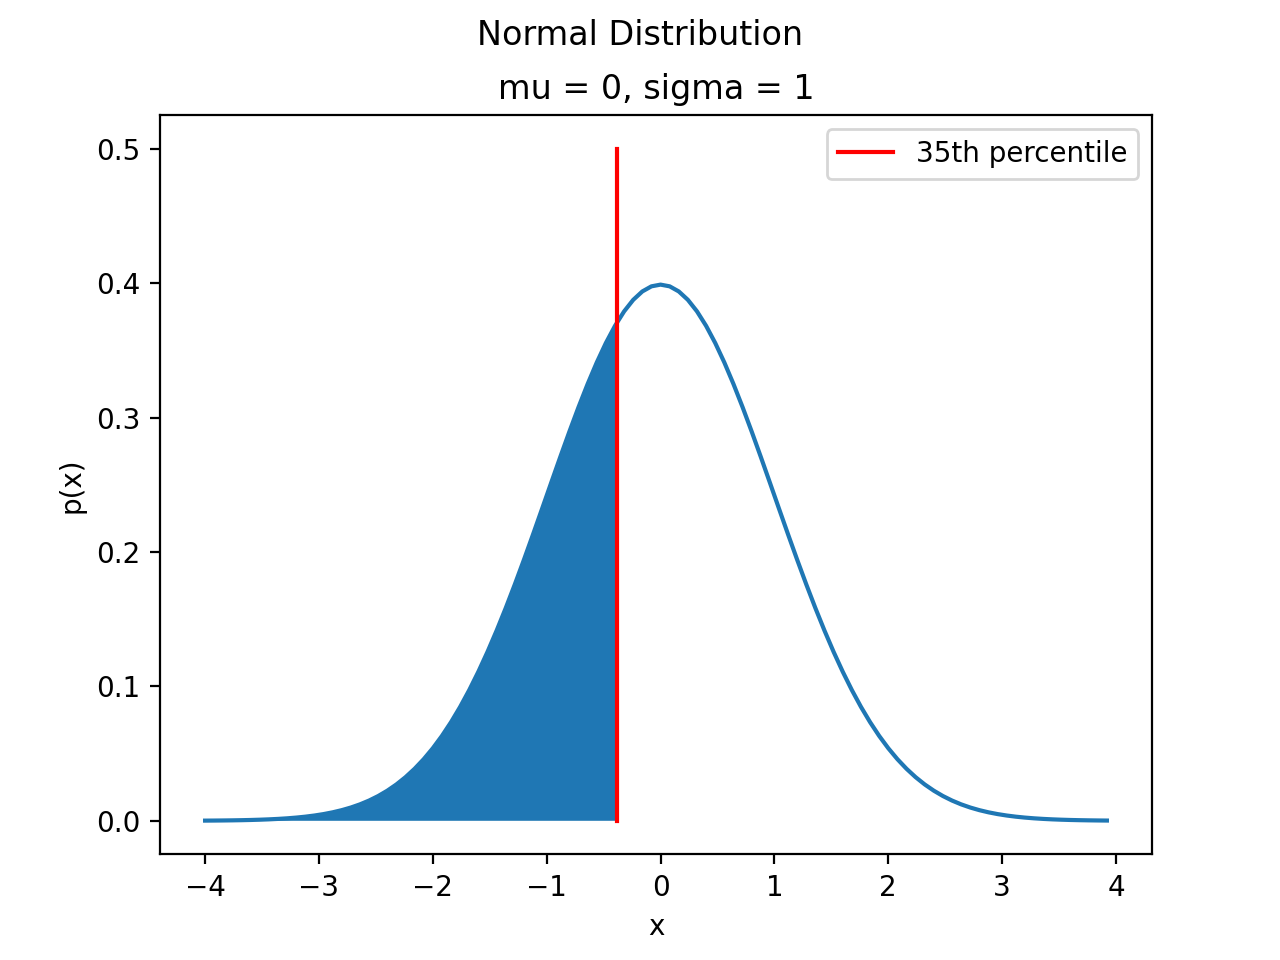 Normal Distribution
mu = 0, sigma = 1
35th percentile
0.5
0.4
0.3
0.2
0.1
0.0
p(x)
−4 −3 −2 −1 0 1 2 3 4
x